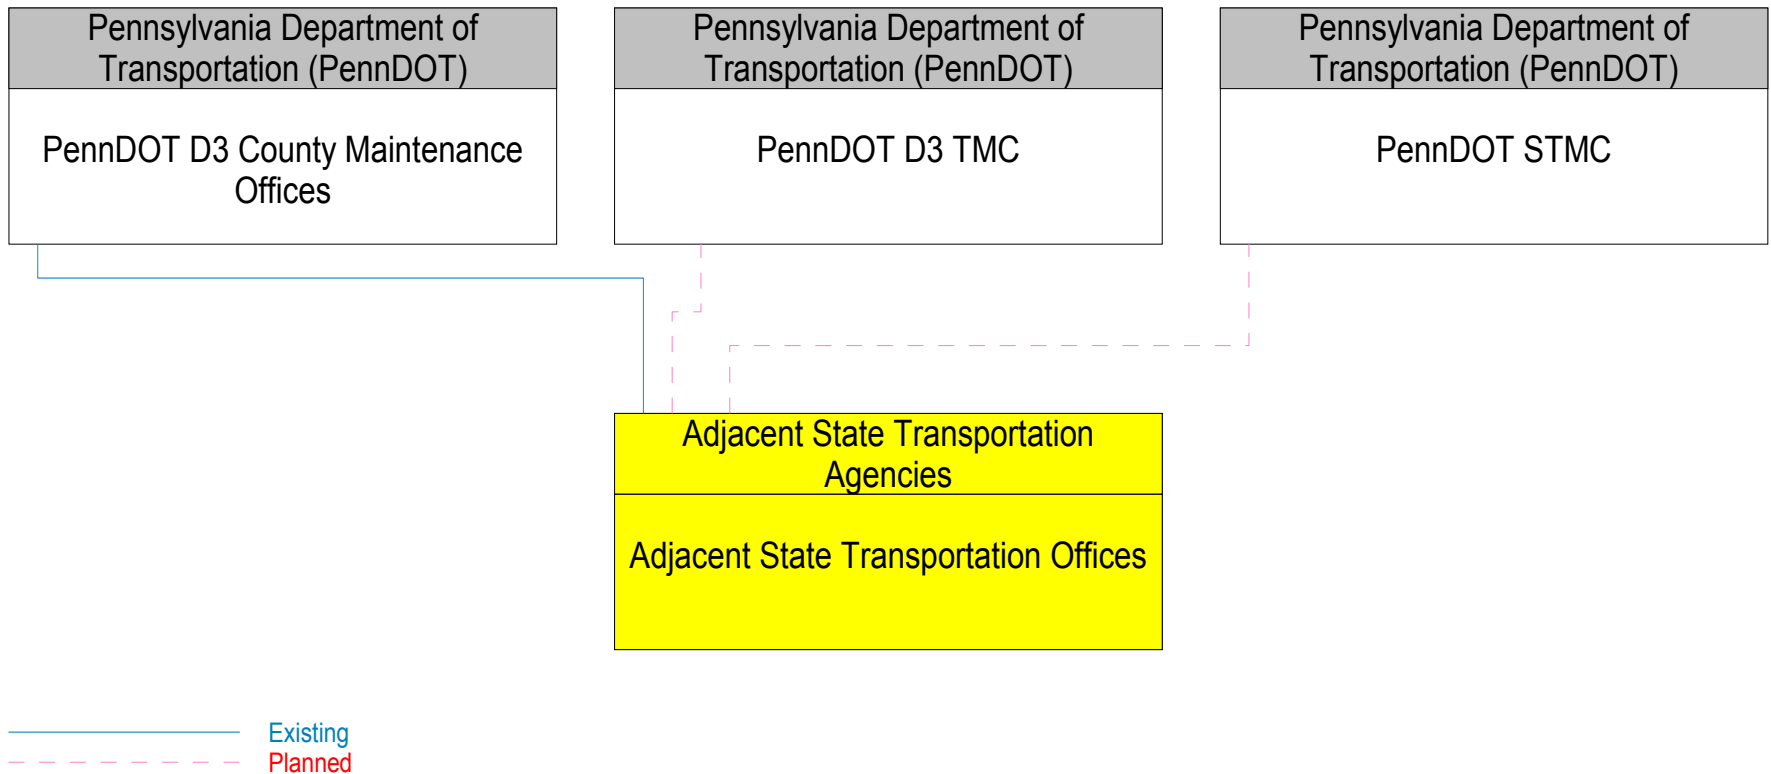 Pennsylvania Department of
Transportation (PennDOT)
PennDOT D3 County Maintenance
Offices
Pennsylvania Department of
Transportation (PennDOT)
PennDOT D3 TMC
Pennsylvania Department of
Transportation (PennDOT)
PennDOT STMC
Adjacent State Transportation
Agencies
Adjacent State Transportation Offices
Existing
Planned